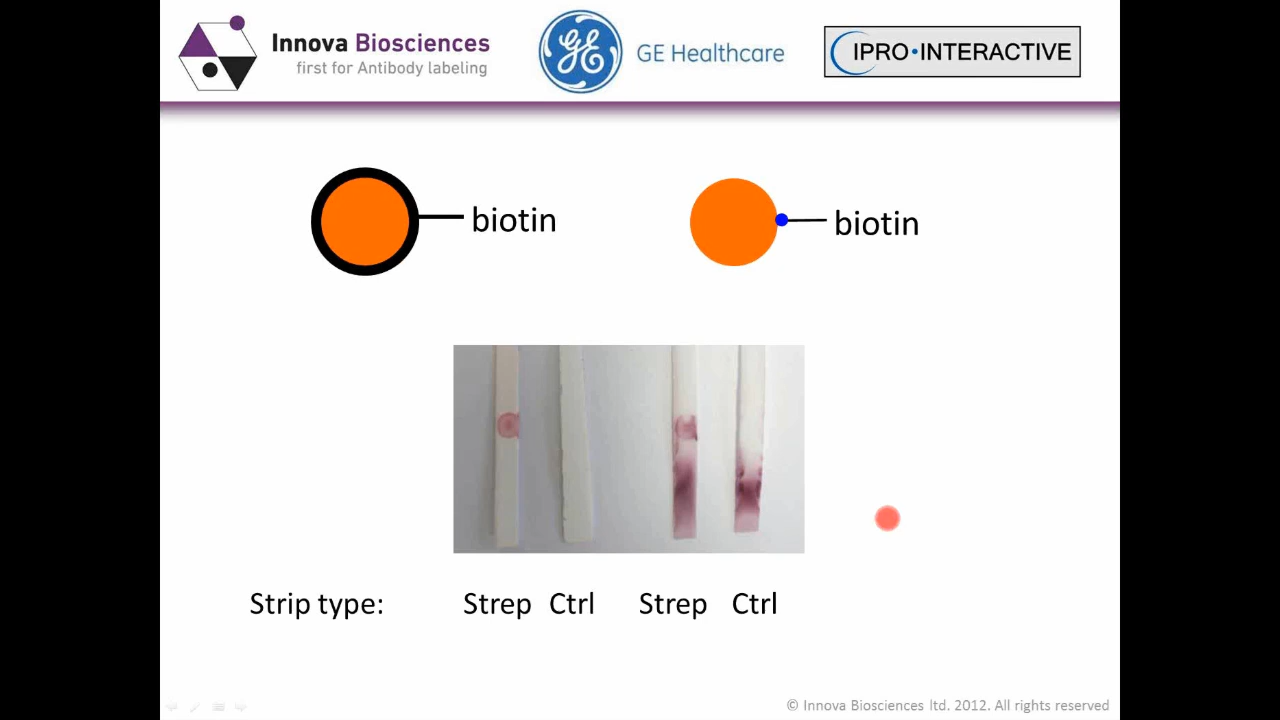 Innova Biosciences
first for Antibody labeling
GE Healthcare
IPRO·INTERACTIVE
biotin
biotin
Strip type: Strep Ctrl Strep Ctrl
© Innova Biosciences ltd. 2012. All rights reserved